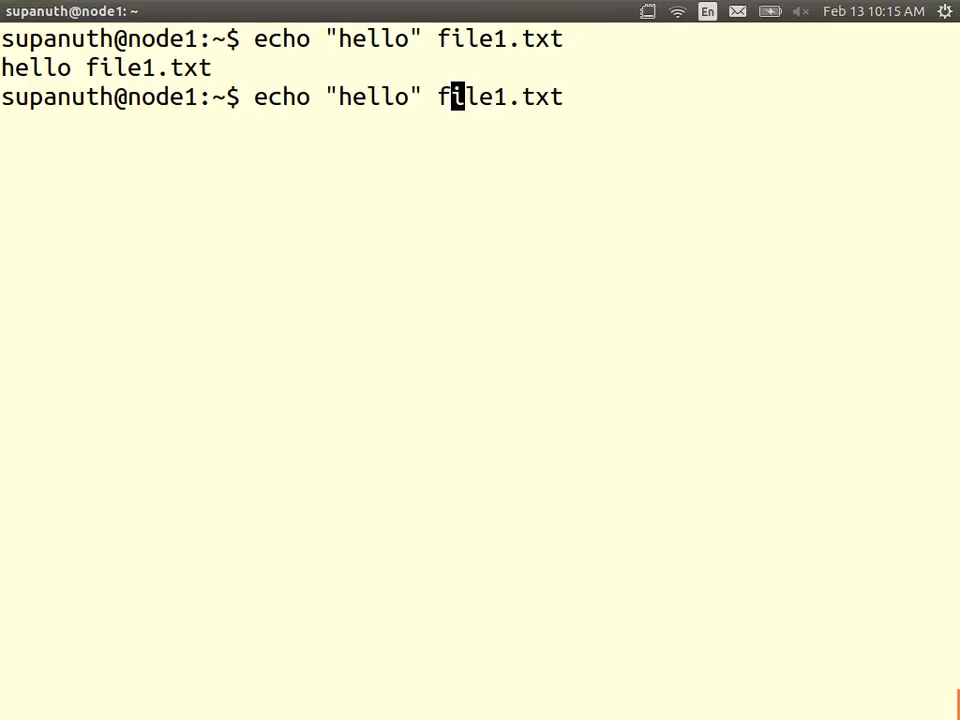 supanuth@node1: ~
En
Feb 13 10:15 AM
supanuth@node1:~$ echo "hello" file1.txt
hello file1.txt
supanuth@node1:~$ echo "hello" file1.txt